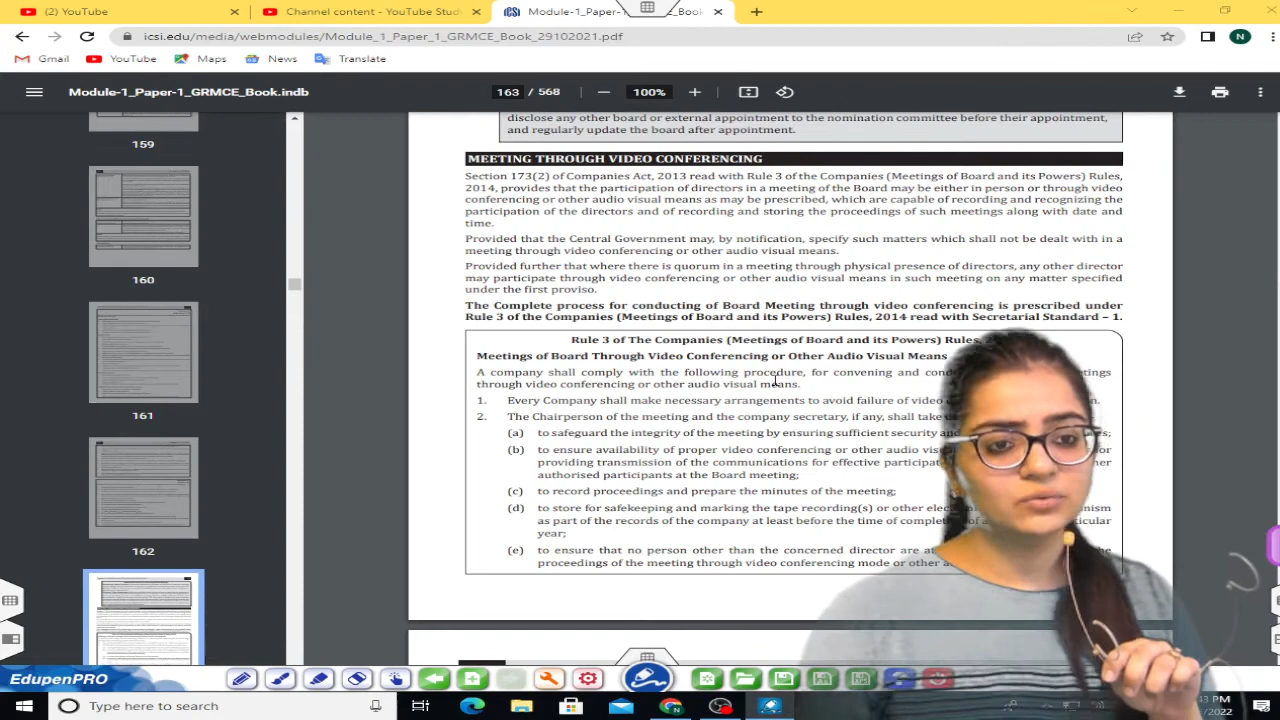 (2) YouTube
Channel content - YouTube Stud
Module-1_Paper-1_
Book_
icsi.edu/media/webmodules/Module_1_Paper_1_GRMCE_Book_29102021.pdf
N
Gmail
YouTube
Maps
News
Translate
Module-1_Paper-1_GRMCE_Book.indb
163 / 568
100%
159
160
161
162
disclose any other board or external appointment to the nomination committee before their appointment,
and regularly update the board after appointment.
MEETING THROUGH VIDEO CONFERENCING
Section 173(2) of Companies Act, 2013 read with Rule 3 of the Companies (Meetings of Board and its Powers) Rules,
2014, provides that the participation of directors in a meeting of the Board may be either in person or through video
conferencing or other audio visual means as may be prescribed, which are capable of recording and recognizing the
participation of the directors and of recording and storing the proceedings of such meetings along with date and
time.
Provided that the Central Government may, by notification, specify such matters which shall not be dealt with in a
meeting through video conferencing or other audio visual means.
Provided further that where there is quorum in a meeting through physical presence of directors, any other director
may participate through video conferencing or other audio visual means in such meeting on any matter specified
under the first proviso.
The Complete process for conducting of Board Meeting through video conferencing is prescribed under
Rule 3 of the Companies (Meetings of Board and its Powers) Rules, 2014 read with Secretarial Standard – 1.
Rule 3 of The Companies (Meetings of Board and its Powers) Rules, 2
Meetings of Board Through Video Conferencing or Other Audio Visual Means
A company shall comply with the following procedure, for convening and cond etings
through video conferencing or other audio visual means.
1. Every Company shall make necessary arrangements to avoid failure of video n.
2. The Chairperson of the meeting and the company secretary, if any, shall take
(a) to safeguard the integrity of the meeting by ensuring sufficient security and es;
(b) to ensure availability of proper video conferencing or other audio vis for
providing transmission of the communications for effective participat her
authorised participants at the Board meeting;
(c) to record proceedings and prepare the minutes of the meeting;
(d) to store for safekeeping and marking the tape recording(s) or other elect nism
as part of the records of the company at least before the time of complet of a ticular
year;
(e) to ensure that no person other than the concerned director are at the
proceedings of the meeting through video conferencing mode or other a
EdupenPRO
Type here to search
43 PM
/2022